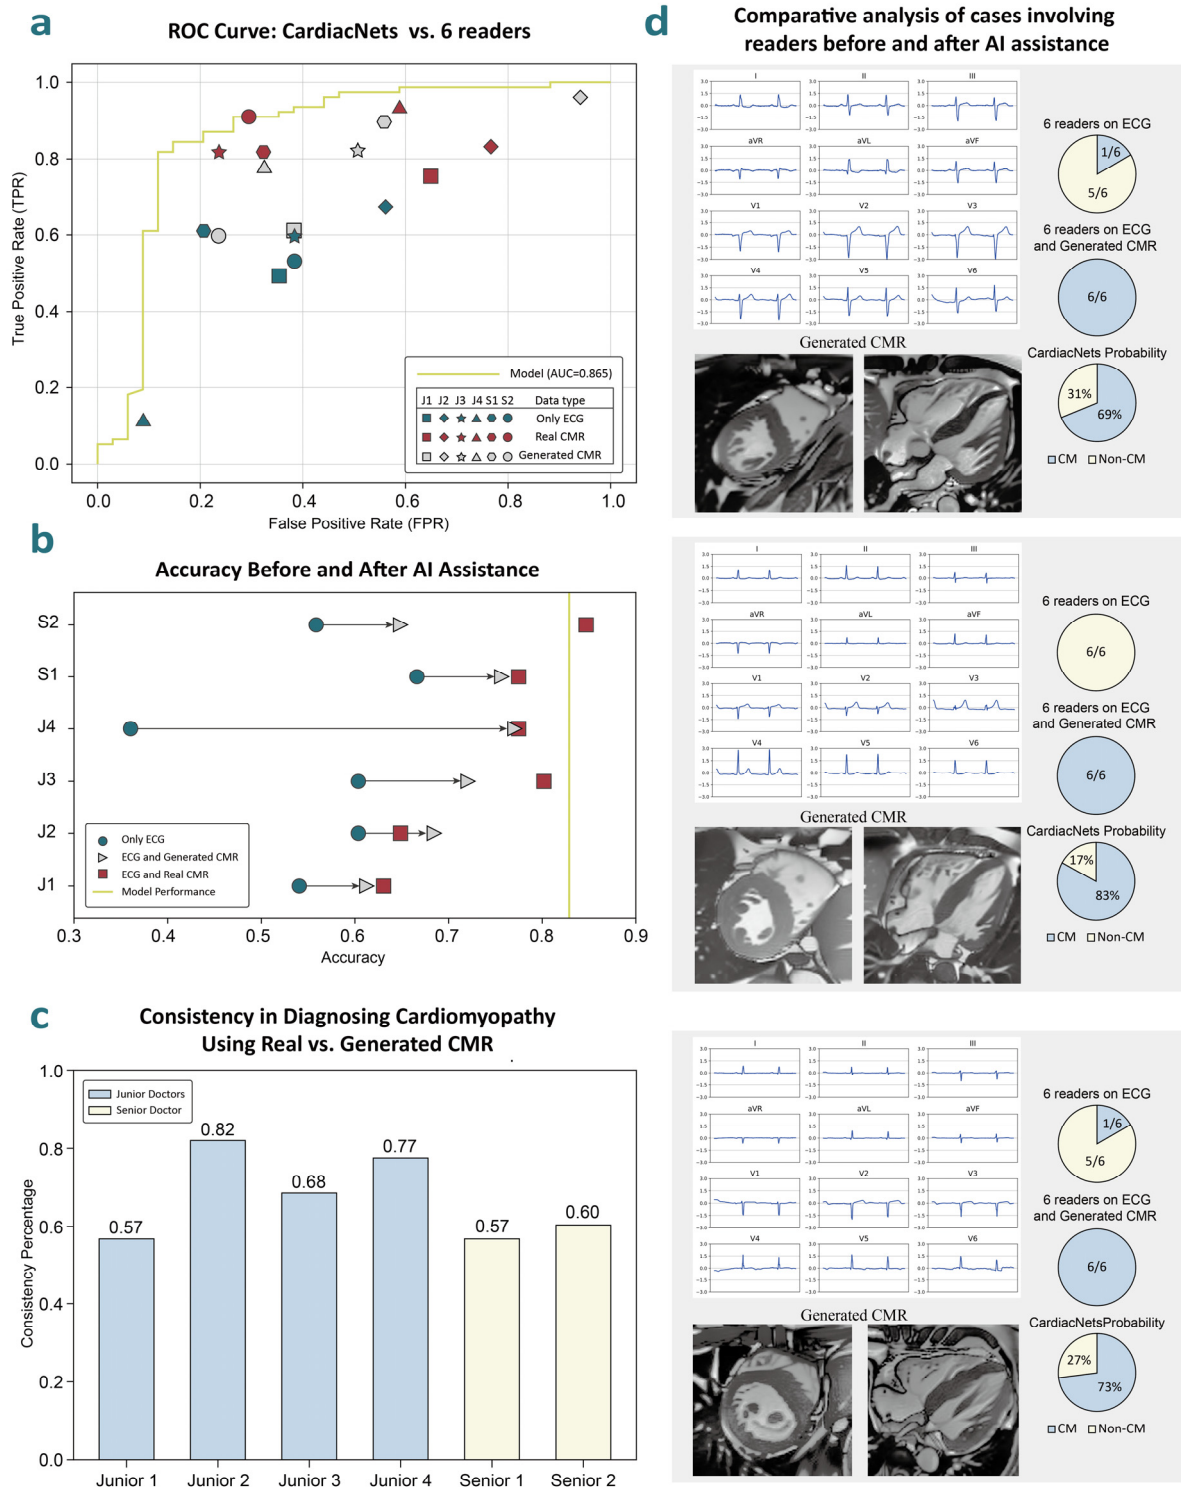 a
ROC Curve: CardiacNets vs. 6 readers
True Positive Rate (TPR)
1.0
0.8
0.6
0.4
0.2
0.0
0.0 0.2 0.4 0.6 0.8 1.0
False Positive Rate (FPR)
Model (AUC=0.865)
J1 J2 J3 J4 S1 S2 Data type
Only ECG
Real CMR
Generated CMR
b
Accuracy Before and After AI Assistance
S2
S1
J4
J3
J2
J1
Only ECG
ECG and Generated CMR
ECG and Real CMR
Model Performance
0.3 0.4 0.5 0.6 0.7 0.8 0.9
Accuracy
c
Consistency in Diagnosing Cardiomyopathy
Using Real vs. Generated CMR
Consistency Percentage
1.0
0.8
0.6
0.4
0.2
0.0
Junior Doctors
Senior Doctor
0.57
0.82
0.68
0.77
0.57
0.60
Junior 1 Junior 2 Junior 3 Junior 4 Senior 1 Senior 2
d
Comparative analysis of cases involving
readers before and after AI assistance
I II III
aVR aVL aVF
V1 V2 V3
V4 V5 V6
Generated CMR
6 readers on ECG
1/6
5/6
6 readers on ECG
and Generated CMR
6/6
CardiacNets Probability
31%
69%
CM Non-CM
I II III
aVR aVL aVF
V1 V2 V3
V4 V5 V6
Generated CMR
6 readers on ECG
6/6
6 readers on ECG
and Generated CMR
6/6
CardiacNets Probability
17%
83%
CM Non-CM
I II III
aVR aVL aVF
V1 V2 V3
V4 V5 V6
Generated CMR
6 readers on ECG
1/6
5/6
6 readers on ECG
and Generated CMR
6/6
CardiacNetsProbability
27%
73%
CM Non-CM